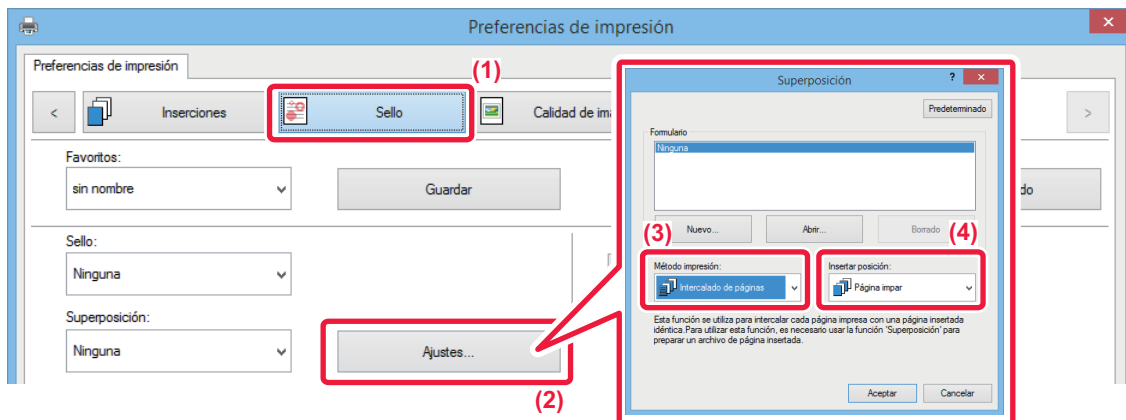 Preferencias de impresión
Preferencias de impresión
(1)
< Inserciones Sello Calidad de im >
Favoritos:
sin nombre Guardar do
Sello:
Ninguna
Superposición:
Ninguna Ajustes...
(2)
Superposición ?
Predeterminado
Formulario
Ninguna
Nuevo... Abrir... Borrado
(3) (4)
Método impresión: Insertar posición:
Intercalado de páginas Página impar
Esta función se utiliza para intercalar cada página impresa con una página insertada
idéntica.Para utilizar esta función, es necesario usar la función 'Superposición' para
preparar un archivo de página insertada.
Aceptar Cancelar